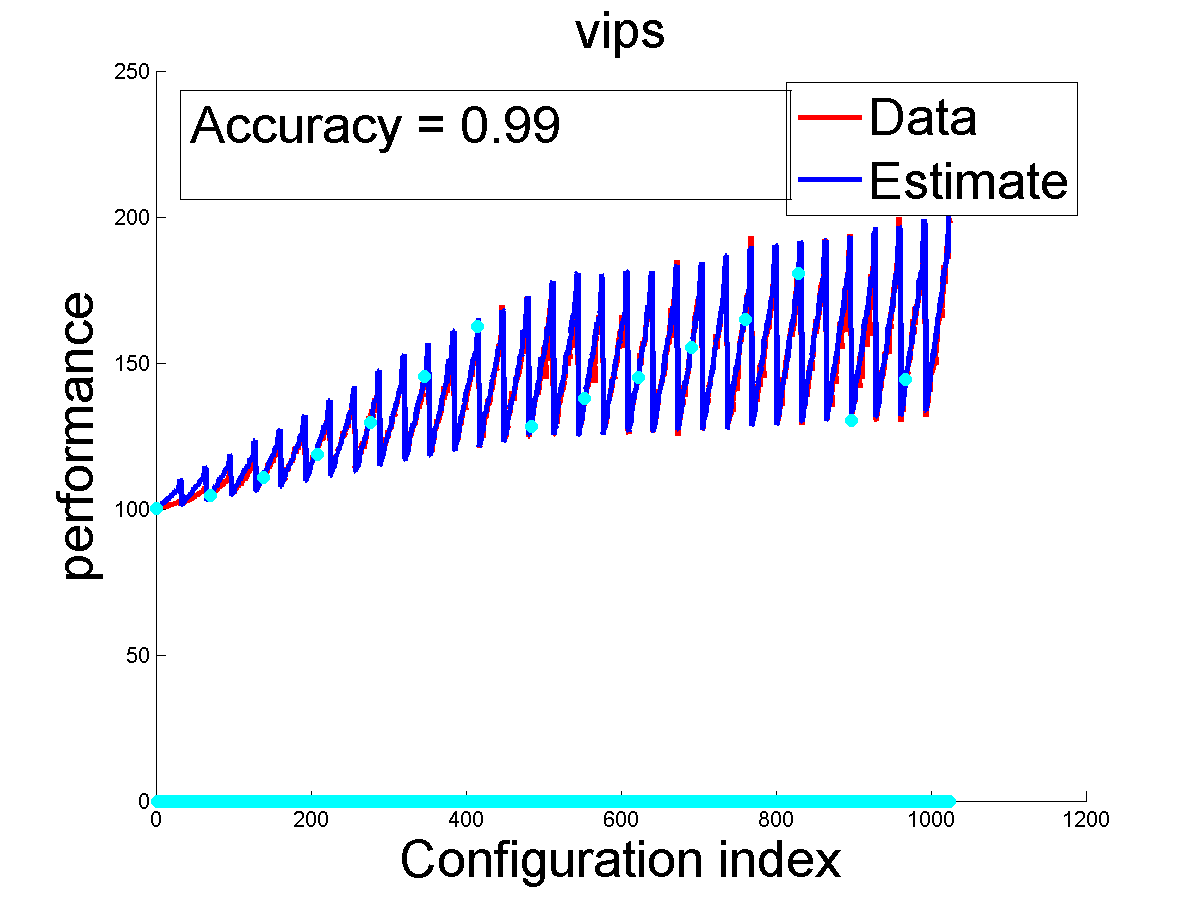 vips
250
200
150
100
50
0
Accuracy = 0.99
Data
Estimate
performance
0 200 400 600 800 1000 1200
Configuration index